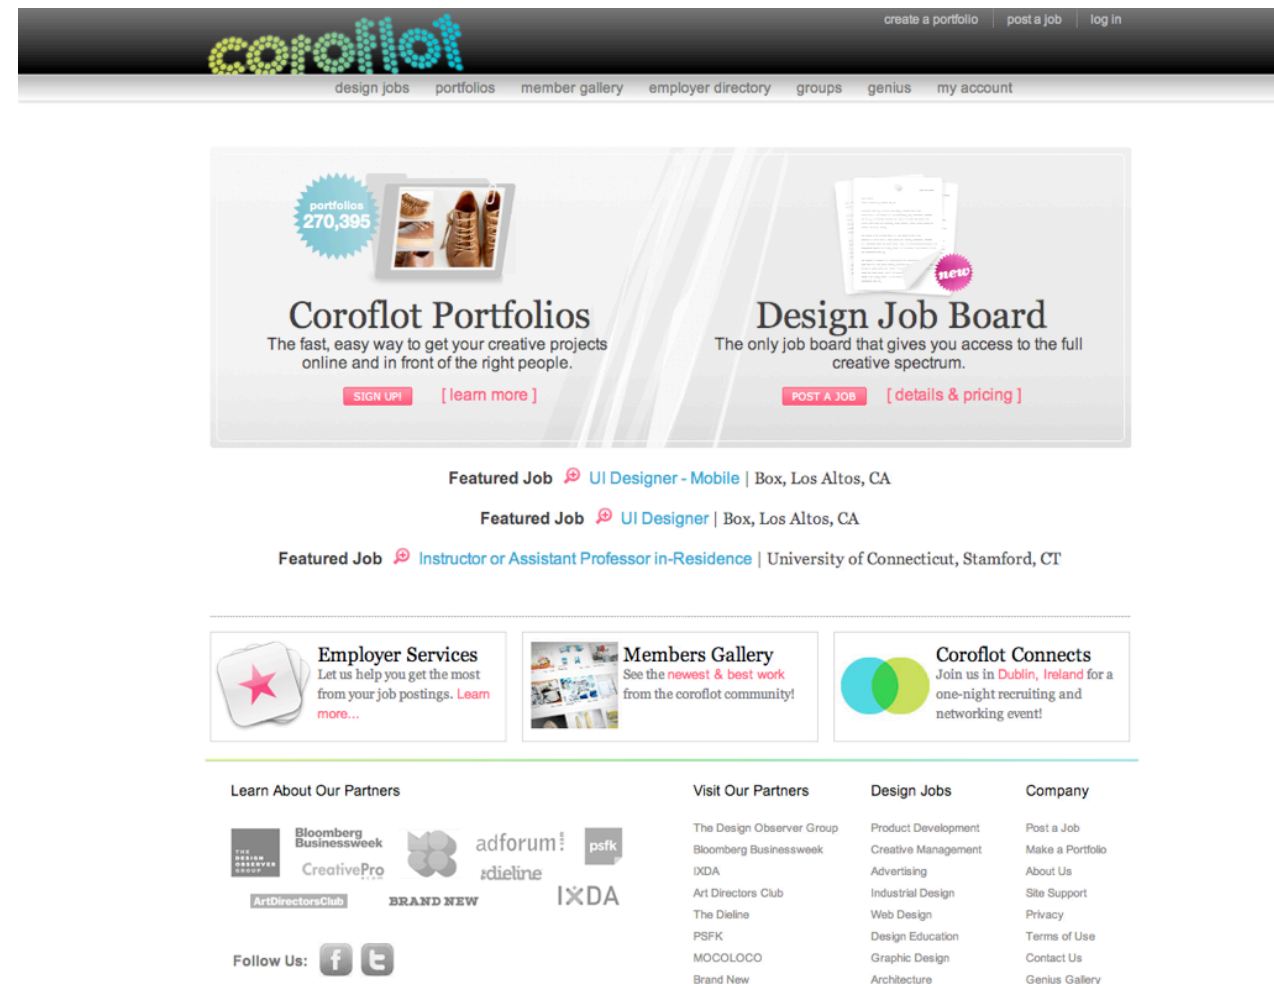 coroflot
create a portfolio
post a job
log in
design jobs
portfolios
member gallery
employer directory
groups
genius
my account
portfolios
270,395
Coroflot Portfolios
The fast, easy way to get your creative projects
online and in front of the right people.
SIGN UP!
[ learn more ]
new
Design Job Board
The only job board that gives you access to the full
creative spectrum.
POST A JOB
[ details & pricing ]
Featured Job UI Designer - Mobile | Box, Los Altos, CA
Featured Job UI Designer | Box, Los Altos, CA
Featured Job Instructor or Assistant Professor in-Residence | University of Connecticut, Stamford, CT
Employer Services
Let us help you get the most
from your job postings. Learn
more...
Members Gallery
See the newest & best work
from the coroflot community!
Coroflot Connects
Join us in Dublin, Ireland for a
one-night recruiting and
networking event!
Learn About Our Partners
THE
DESIGN
OBSERVER
GROUP
Bloomberg
Businessweek
CreativePro
.com
adforum.com
psfk
:dieline
ArtDirectorsClub
BRAND NEW
IXDA
Follow Us:
f
t
Visit Our Partners
The Design Observer Group
Bloomberg Businessweek
IXDA
Art Directors Club
The Dieline
PSFK
MOCOLOCO
Brand New
Design Jobs
Product Development
Creative Management
Advertising
Industrial Design
Web Design
Design Education
Graphic Design
Architecture
Company
Post a Job
Make a Portfolio
About Us
Site Support
Privacy
Terms of Use
Contact Us
Genius Gallery